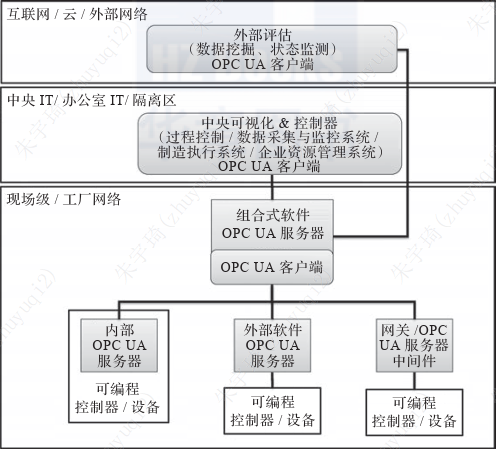 互联网 / 云 / 外部网络
外部评估
（数据挖掘、状态监测）
OPC UA 客户端
中央IT/ 办公室 IT/ 隔离区
中央可视化 & 控制器
（过程控制 / 数据采集与监控系统 /
制造执行系统 / 企业资源管理系统）
OPC UA 客户端
现场级 / 工厂网络
组合式软件
OPC UA 服务器
OPC UA 客户端
内部
OPC UA
服务器
可编程
控制器 / 设备
外部软件
OPC UA
服务器
可编程
控制器 / 设备
网关 /OPC
UA 服务器
中间件
可编程
控制器 / 设备
朱宇琦(zhuyuqi2)